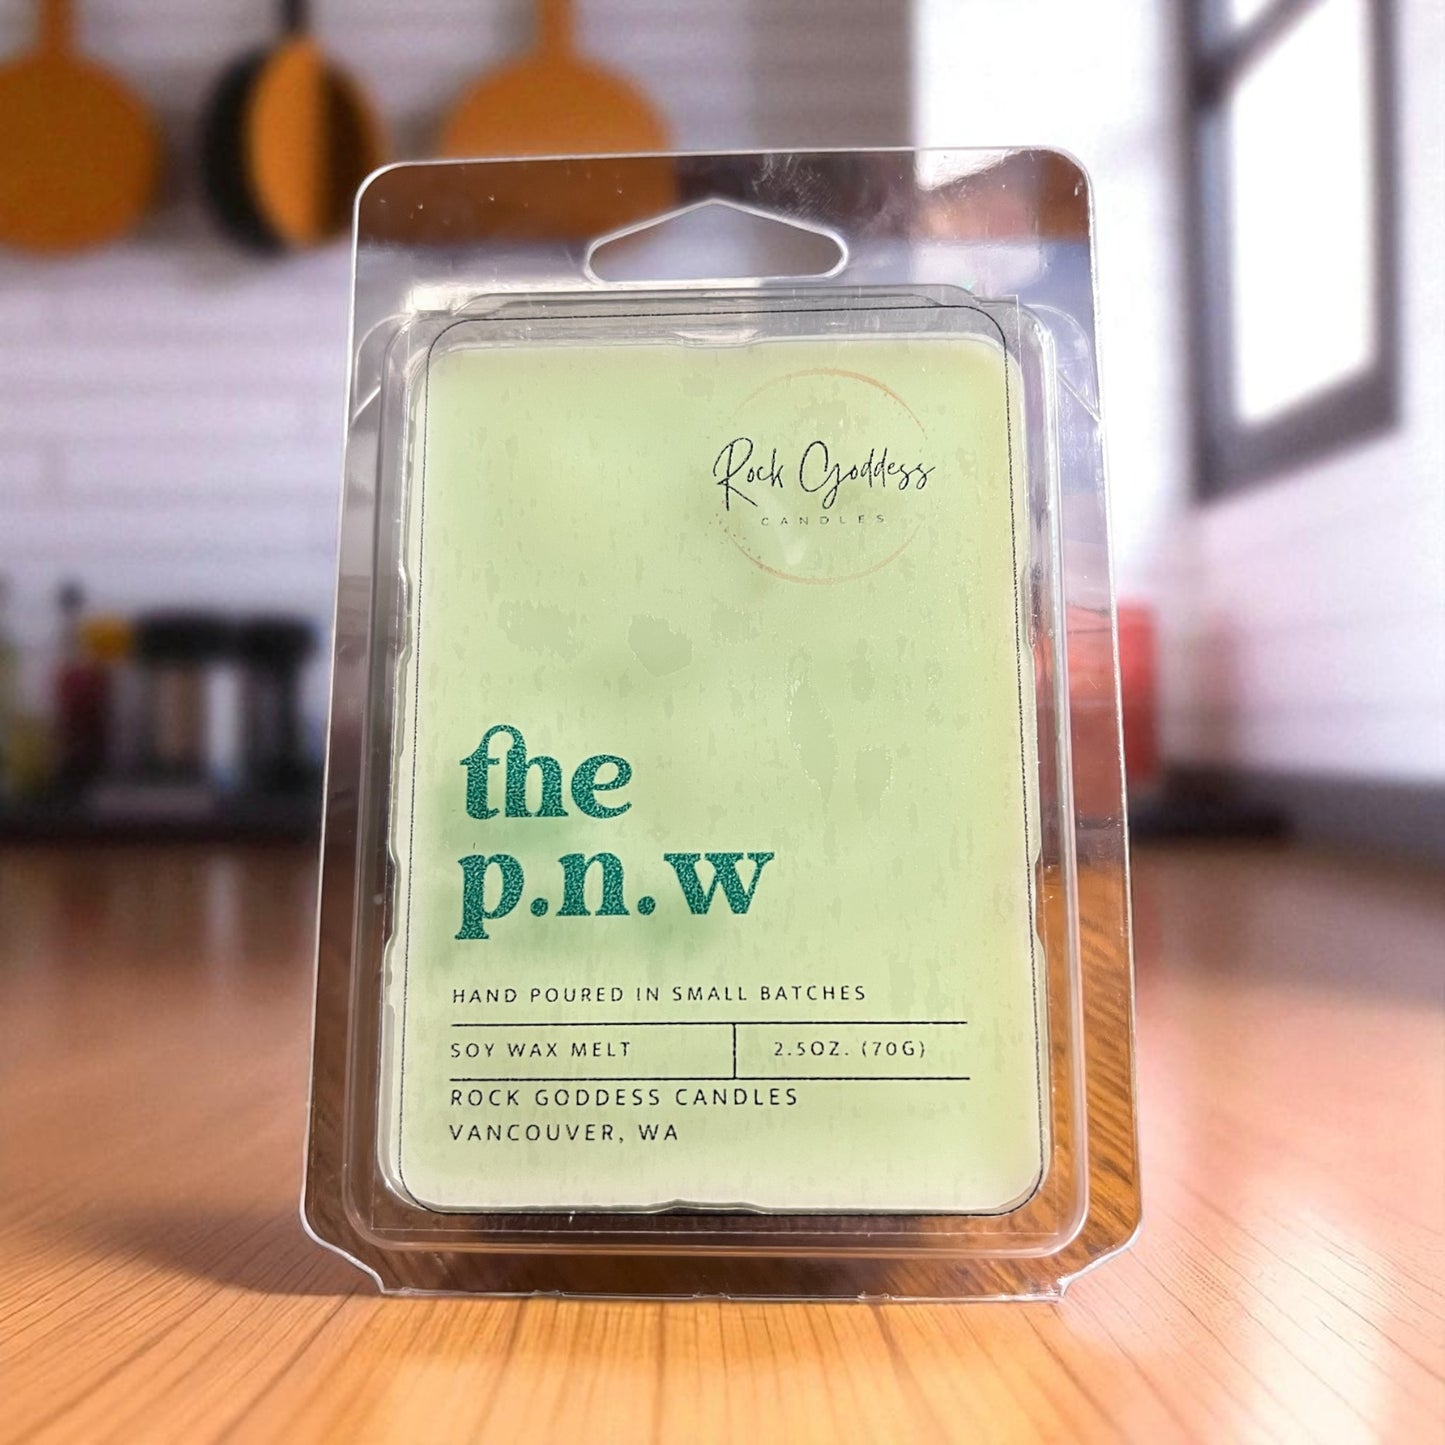 Rock Goddess
CANDLES
the
p.n.w
HAND POURED IN SMALL BATCHES
SOY WAX MELT
2.5OZ. (70G)
ROCK GODDESS CANDLES
VANCOUVER, WA